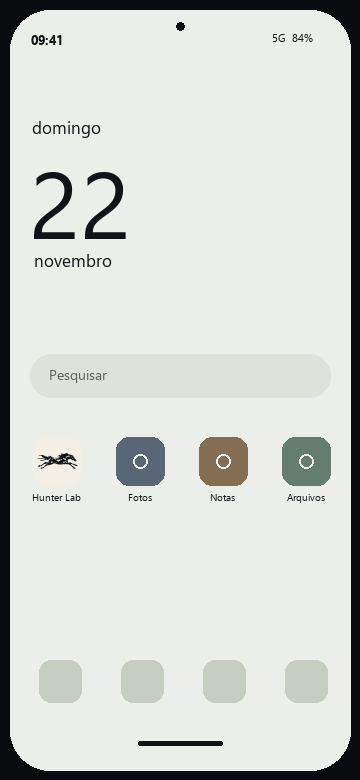 09:41
5G 84%
domingo
22
novembro
Pesquisar
Hunter Lab
Fotos
Notas
Arquivos